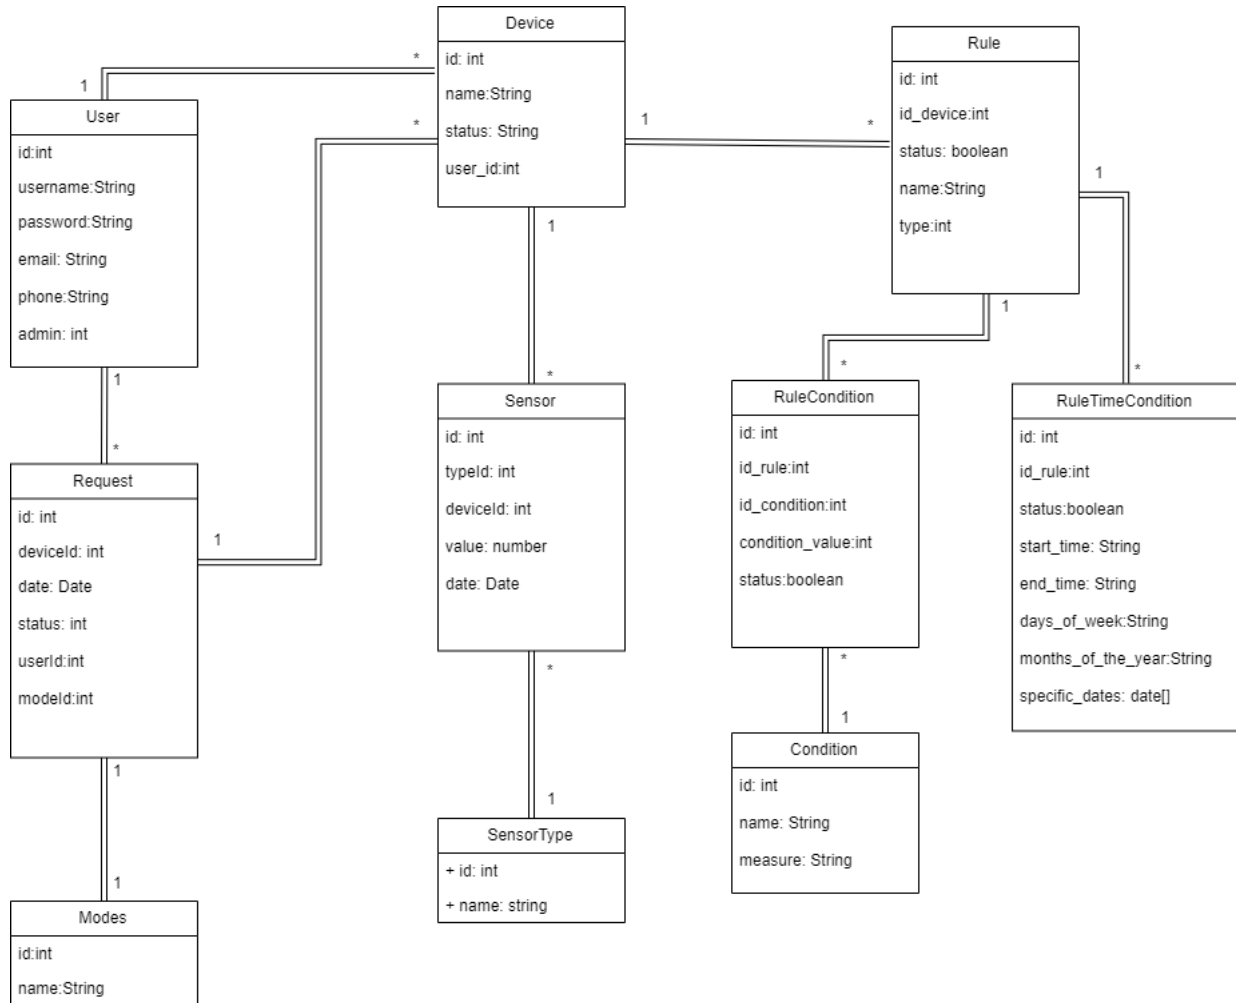 Device
id: int
name:String
status: String
user_id:int
1
*
*
1
1
*
Rule
id: int
id_device:int
status: boolean
name:String
type:int
1
1
User
id:int
username:String
password:String
email: String
phone:String
admin: int
1
*
Request
id: int
deviceId: int
date: Date
status: int
userId:int
modeId:int
1
1
1
Modes
id:int
name:String
*
Sensor
id: int
typeId: int
deviceId: int
value: number
date: Date
*
1
SensorType
+ id: int
+ name: string
*
RuleCondition
id: int
id_rule:int
id_condition:int
condition_value:int
status:boolean
*
1
Condition
id: int
name: String
measure: String
*
RuleTimeCondition
id: int
id_rule:int
status:boolean
start_time: String
end_time: String
days_of_week:String
months_of_the_year:String
specific_dates: date[]